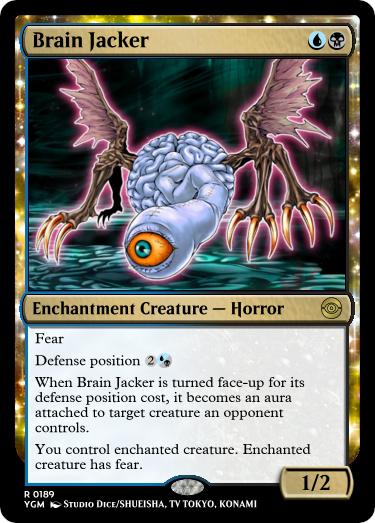 Brain Jacker
Enchantment Creature — Horror
Fear
Defense position 2
When Brain Jacker is turned face-up for its
defense position cost, it becomes an aura
attached to target creature an opponent
controls.
You control enchanted creature. Enchanted
creature has fear.
1/2
R 0189
YGM Studio Dice/SHUEISHA, TV TOKYO, KONAMI